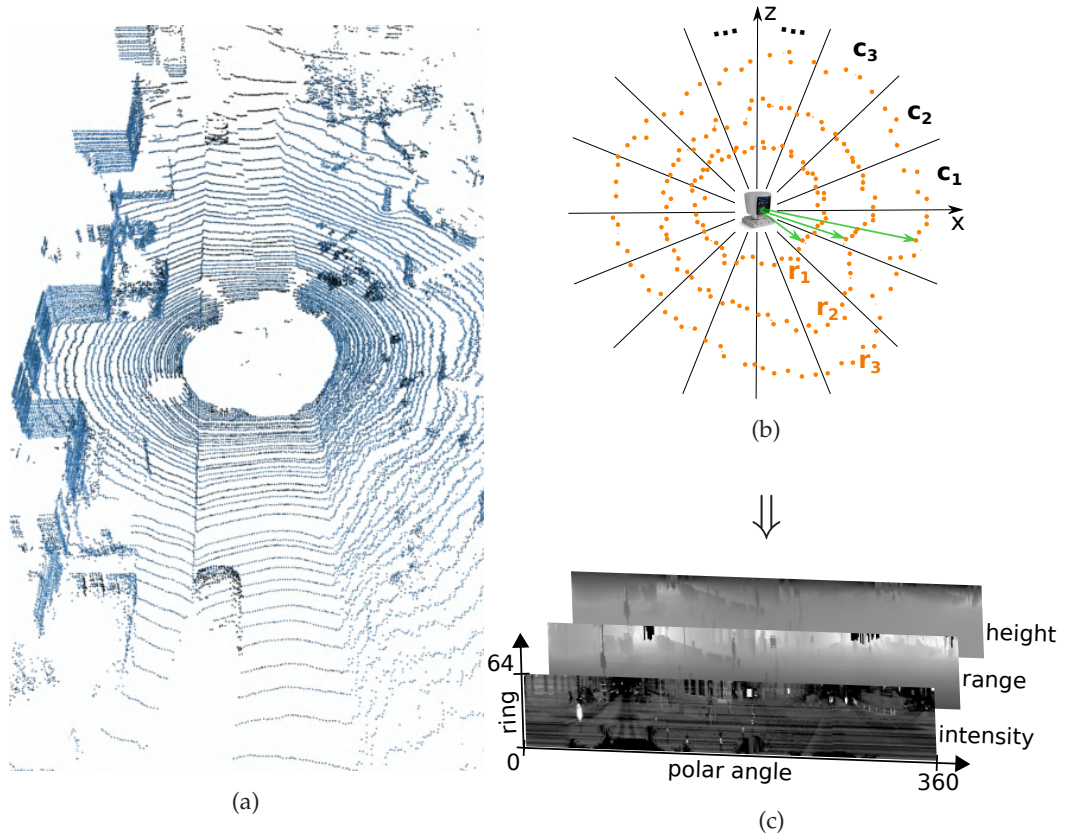 (a)
z
... ...
c3
c2
c1
x
r1
r2
r3
(b)
⇓
height
range
intensity
64
ring
0
polar angle
360
(c)